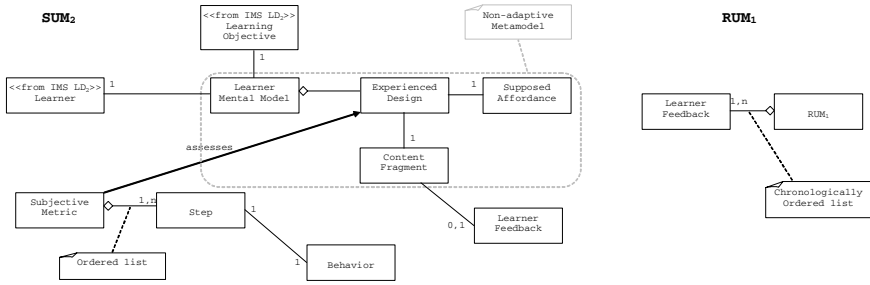 SUM₂
RUM₁
<<from IMS LD₂>>
Learning
Objective
Non-adaptive
Metamodel
1
<<from IMS LD₂>>
Learner
1
Learner
Mental Model
Experienced
Design
1
Supposed
Affordance
Learner
Feedback
1,n
RUM₁
assesses
1
Content
Fragment
Chronologically
Ordered list
Subjective
Metric
1,n
Step
1
0,1
Learner
Feedback
Ordered list
1
Behavior